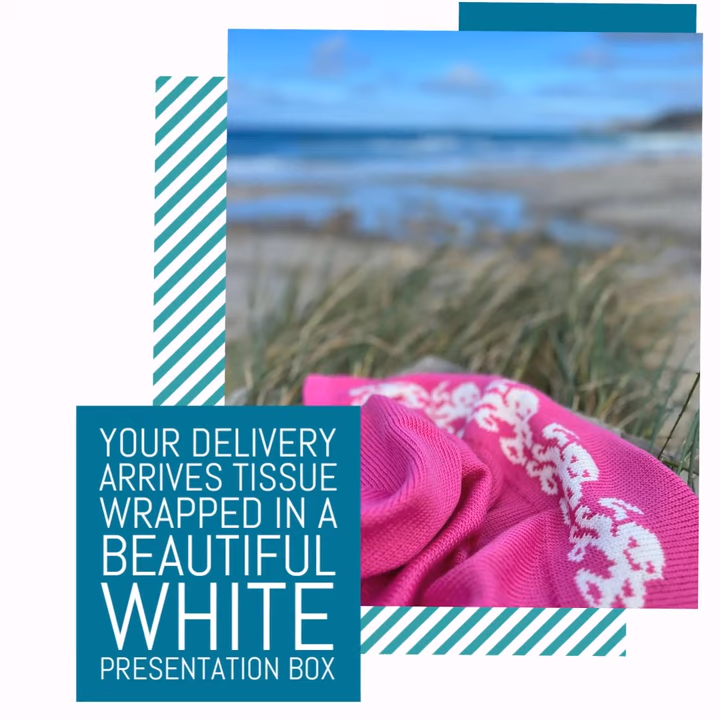 YOUR DELIVERY
ARRIVES TISSUE
WRAPPED IN A
BEAUTIFUL
WHITE
PRESENTATION BOX